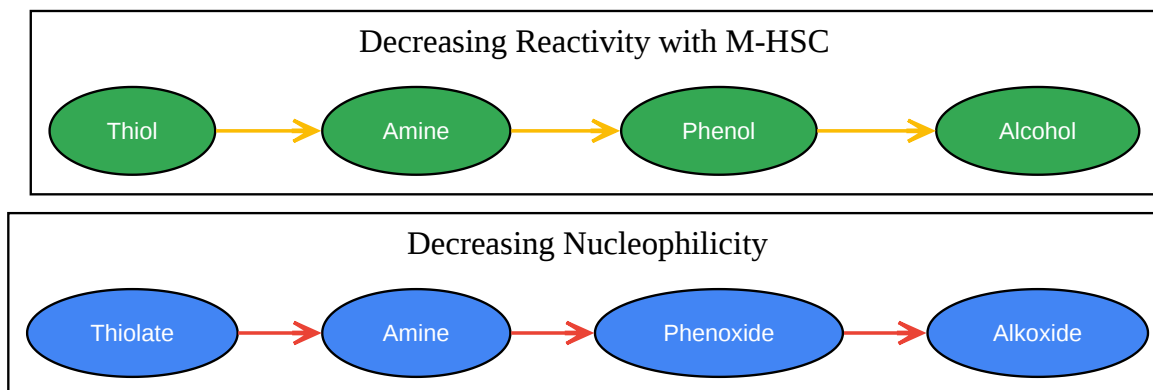 Decreasing Reactivity with M-HSC
Thiol Amine Phenol Alcohol
Decreasing Nucleophilicity
Thiolate Amine Phenoxide Alkoxide